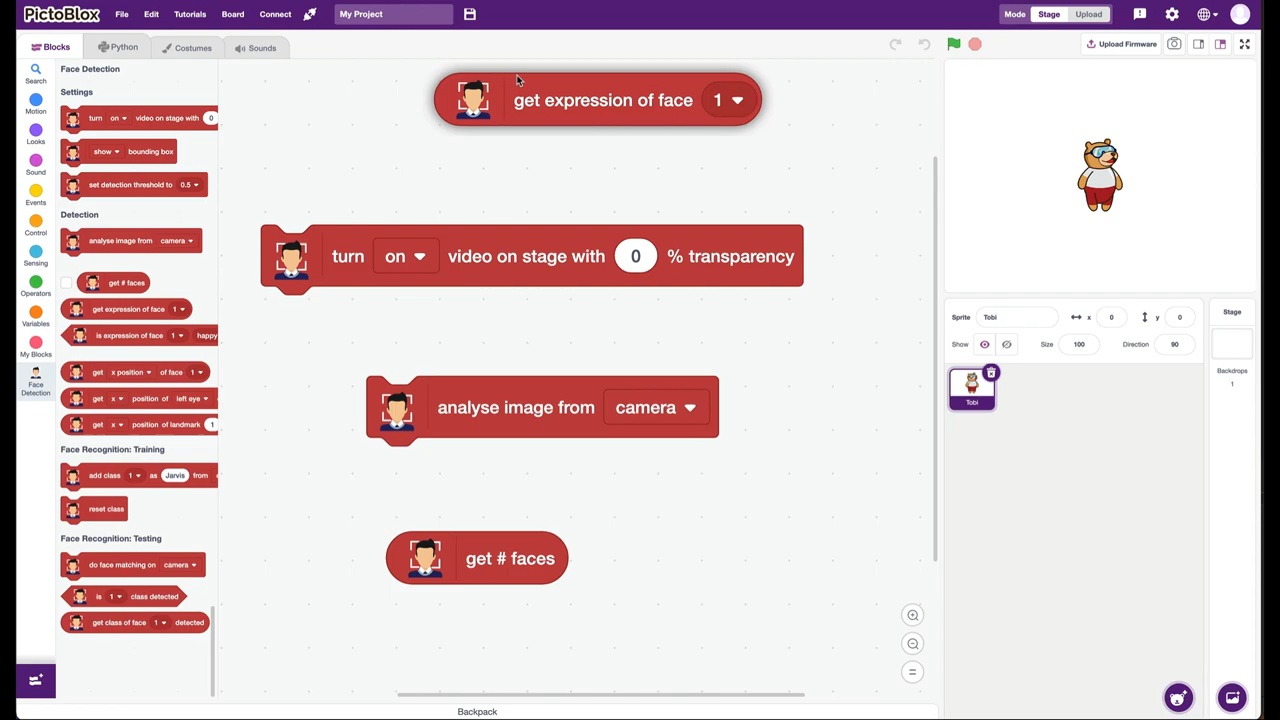 PictoBlox File Edit Tutorials Board Connect My Project Mode Stage Upload
Blocks Python Costumes Sounds Upload Firmware
Search
Motion
Looks
Sound
Events
Control
Sensing
Operators
Variables
My Blocks
Face
Detection
Face Detection
Settings
turn on video on stage with 0
show bounding box
set detection threshold to 0.5
Detection
analyse image from camera
get # faces
get expression of face 1
is expression of face 1 happy
get x position of face 1
get x position of left eye
get x position of landmark 1
Face Recognition: Training
add class 1 as Jarvis from
reset class
Face Recognition: Testing
do face matching on camera
is 1 class detected
get class of face 1 detected
get expression of face 1
turn on video on stage with 0 % transparency
analyse image from camera
get # faces
Sprite Tobi x 0 y 0
Show Size 100 Direction 90
Tobi
Stage
Backdrops
1
Backpack